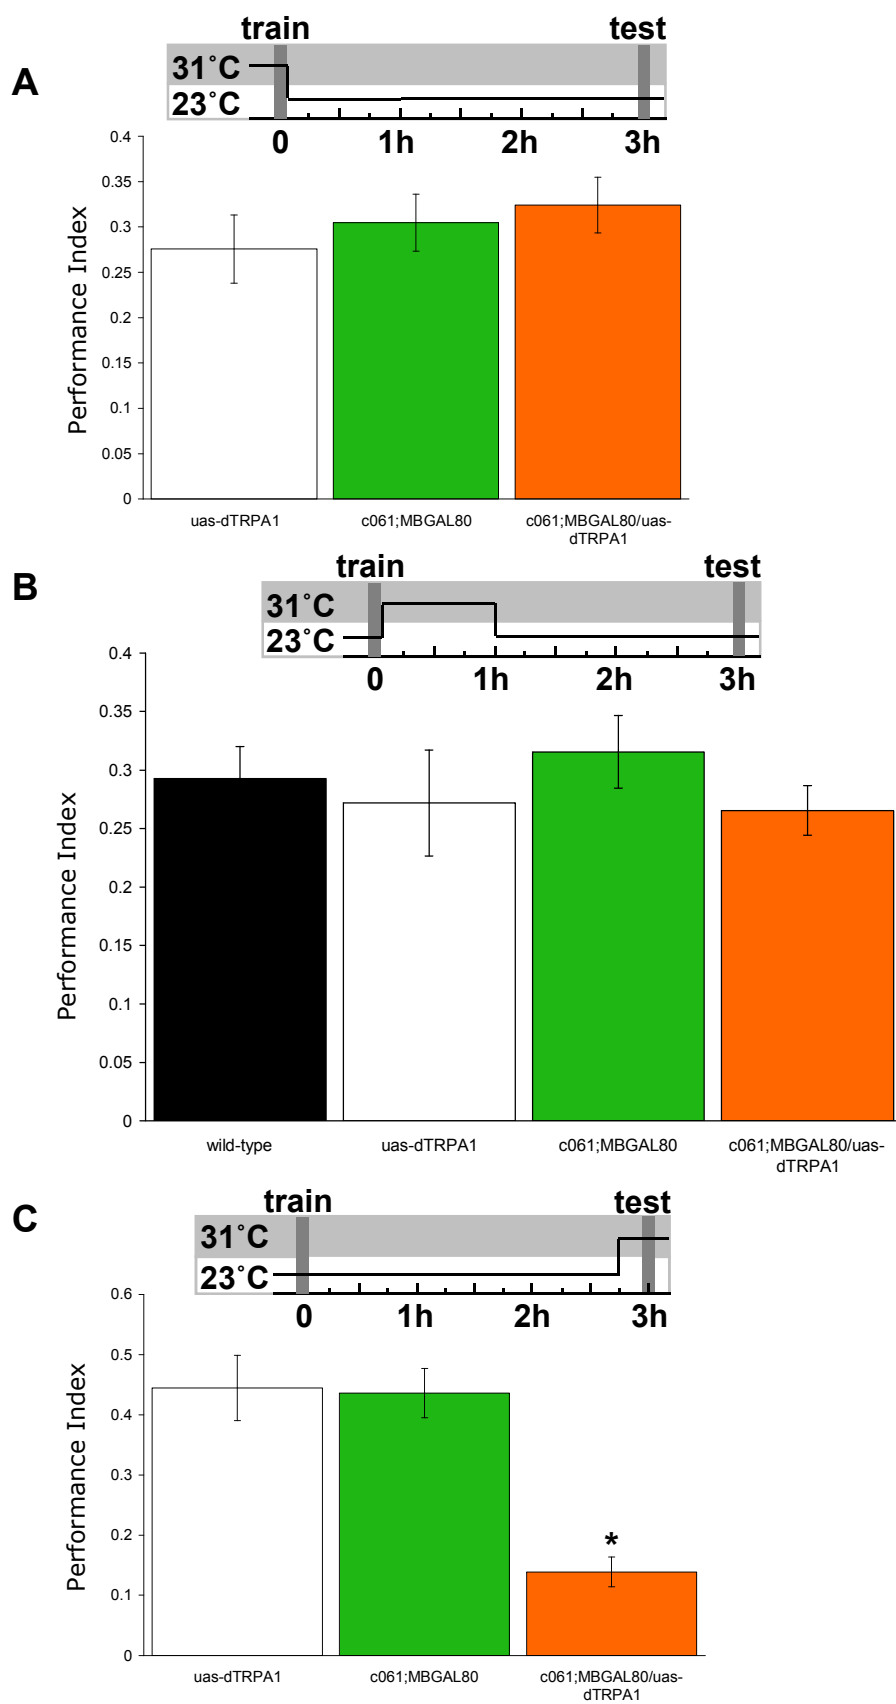 train test
A
31˚C
23˚C
0 1h 2h 3h
Performance Index
0.4
0.35
0.3
0.25
0.2
0.15
0.1
0.05
0
uas-dTRPA1 c061;MBGAL80 c061;MBGAL80/uas-
dTRPA1
B
train test
31˚C
23˚C
0 1h 2h 3h
Performance Index
0.4
0.35
0.3
0.25
0.2
0.15
0.1
0.05
0
wild-type uas-dTRPA1 c061;MBGAL80 c061;MBGAL80/uas-
dTRPA1
C
train test
31˚C
23˚C
0 1h 2h 3h
Performance Index
0.6
0.5
0.4
0.3
0.2
0.1
0
*
uas-dTRPA1 c061;MBGAL80 c061;MBGAL80/uas-
dTRPA1